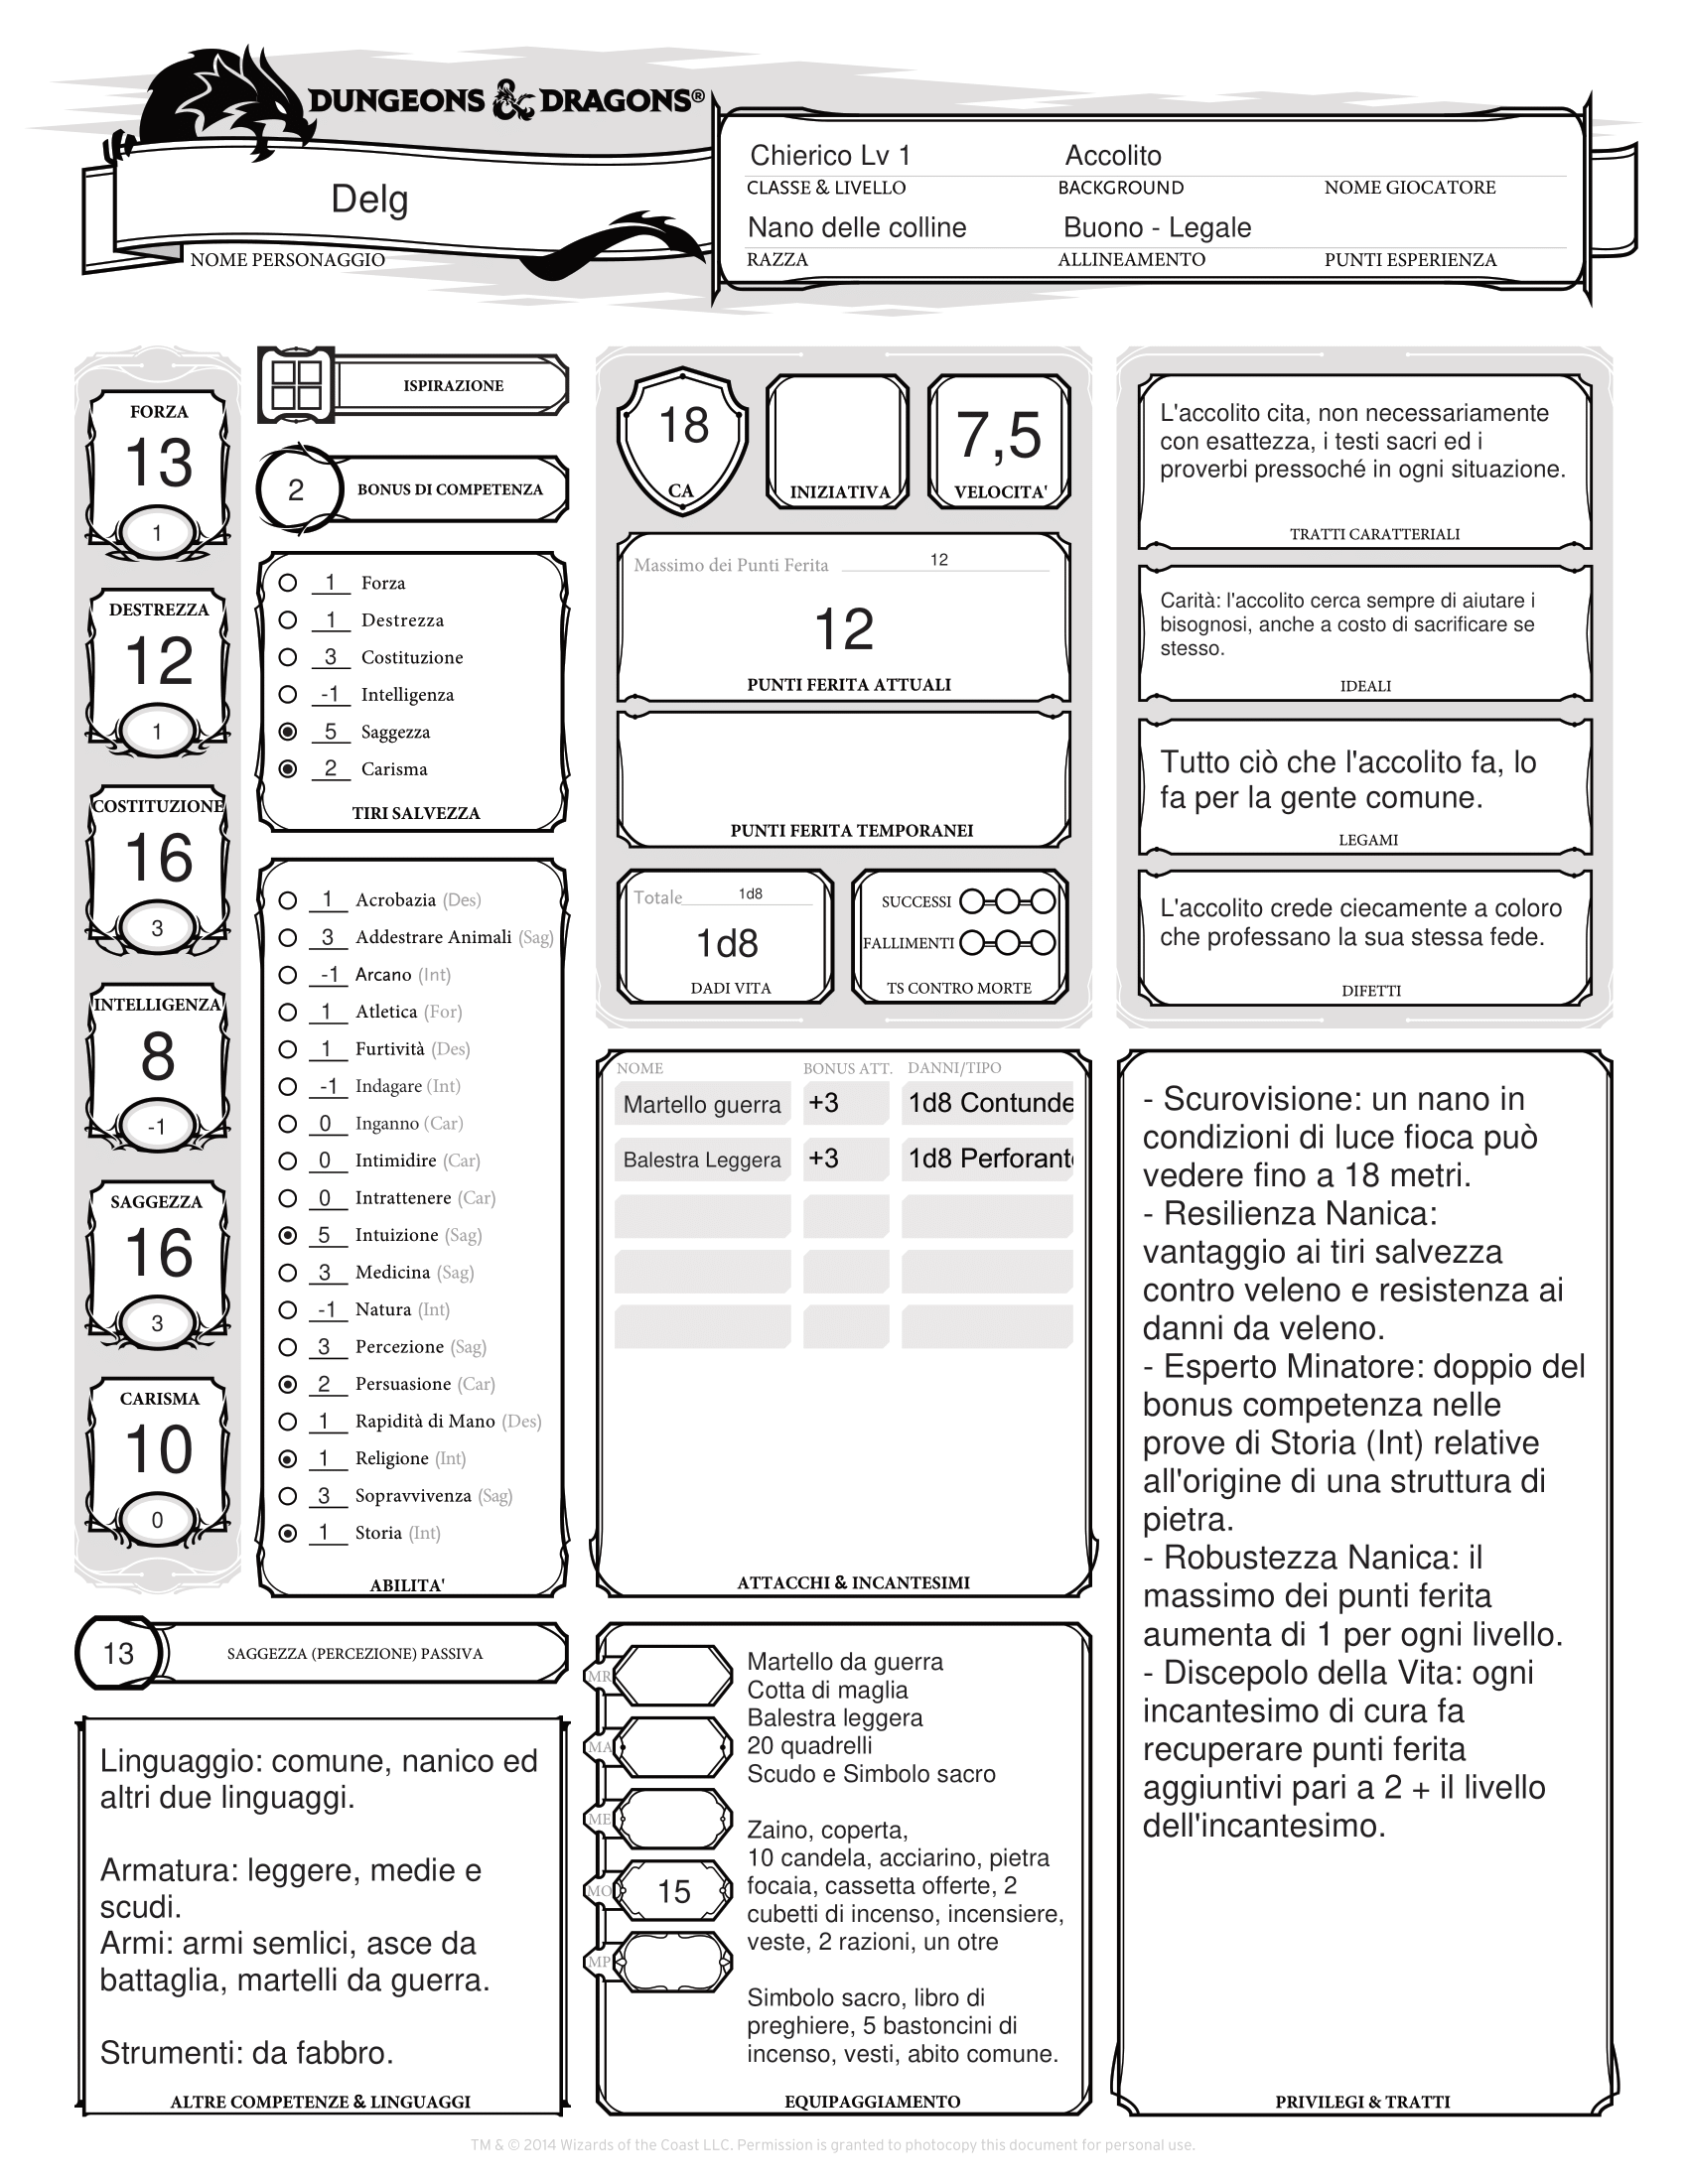 DUNGEONS & DRAGONS®
Delg
NOME PERSONAGGIO
Chierico Lv 1 Accolito
CLASSE & LIVELLO BACKGROUND NOME GIOCATORE
Nano delle colline Buono - Legale
RAZZA ALLINEAMENTO PUNTI ESPERIENZA
FORZA
13
1
DESTREZZA
12
1
COSTITUZIONE
16
3
INTELLIGENZA
8
-1
SAGGEZZA
16
3
CARISMA
10
0
ISPIRAZIONE
2 BONUS DI COMPETENZA
1 Forza
1 Destrezza
3 Costituzione
-1 Intelligenza
5 Saggezza
2 Carisma
TIRI SALVEZZA
1 Acrobazia (Des)
3 Addestrare Animali (Sag)
-1 Arcano (Int)
1 Atletica (For)
1 Furtività (Des)
-1 Indagare (Int)
0 Inganno (Car)
0 Intimidire (Car)
0 Intrattenere (Car)
5 Intuizione (Sag)
3 Medicina (Sag)
-1 Natura (Int)
3 Percezione (Sag)
2 Persuasione (Car)
1 Rapidità di Mano (Des)
1 Religione (Int)
3 Sopravvivenza (Sag)
1 Storia (Int)
ABILITA'
13 SAGGEZZA (PERCEZIONE) PASSIVA
Linguaggio: comune, nanico ed
altri due linguaggi.
Armatura: leggere, medie e
scudi.
Armi: armi semlici, asce da
battaglia, martelli da guerra.
Strumenti: da fabbro.
ALTRE COMPETENZE & LINGUAGGI
18 7,5
CA INIZIATIVA VELOCITA'
Massimo dei Punti Ferita 12
12
PUNTI FERITA ATTUALI
PUNTI FERITA TEMPORANEI
Totale 1d8
1d8
DADI VITA
SUCCESSI
FALLIMENTI
TS CONTRO MORTE
NOME BONUS ATT. DANNI/TIPO
Martello guerra +3 1d8 Contunde
Balestra Leggera +3 1d8 Perforante
ATTACCHI & INCANTESIMI
MR
MA
ME
MO 15
MP
Martello da guerra
Cotta di maglia
Balestra leggera
20 quadrelli
Scudo e Simbolo sacro
Zaino, coperta,
10 candela, acciarino, pietra
focaia, cassetta offerte, 2
cubetti di incenso, incensiere,
veste, 2 razioni, un otre
Simbolo sacro, libro di
preghiere, 5 bastoncini di
incenso, vesti, abito comune.
EQUIPAGGIAMENTO
L'accolito cita, non necessariamente
con esattezza, i testi sacri ed i
proverbi pressoché in ogni situazione.
TRATTI CARATTERIALI
Carità: l'accolito cerca sempre di aiutare i
bisognosi, anche a costo di sacrificare se
stesso.
IDEALI
Tutto ciò che l'accolito fa, lo
fa per la gente comune.
LEGAMI
L'accolito crede ciecamente a coloro
che professano la sua stessa fede.
DIFETTI
- Scurovisione: un nano in
condizioni di luce fioca può
vedere fino a 18 metri.
- Resilienza Nanica:
vantaggio ai tiri salvezza
contro veleno e resistenza ai
danni da veleno.
- Esperto Minatore: doppio del
bonus competenza nelle
prove di Storia (Int) relative
all'origine di una struttura di
pietra.
- Robustezza Nanica: il
massimo dei punti ferita
aumenta di 1 per ogni livello.
- Discepolo della Vita: ogni
incantesimo di cura fa
recuperare punti ferita
aggiuntivi pari a 2 + il livello
dell'incantesimo.
PRIVILEGI & TRATTI
TM & © 2014 Wizards of the Coast LLC. Permission is granted to photocopy this document for personal use.